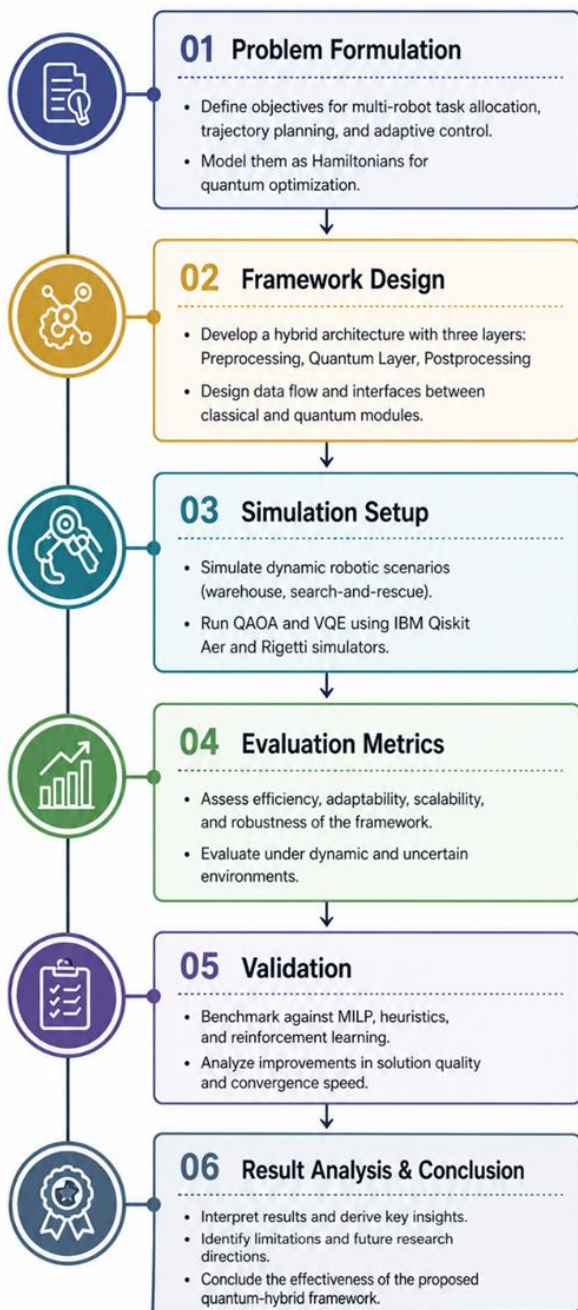 01 Problem Formulation
• Define objectives for multi-robot task allocation,
trajectory planning, and adaptive control.
• Model them as Hamiltonians for
quantum optimization.
02 Framework Design
• Develop a hybrid architecture with three layers:
Preprocessing, Quantum Layer, Postprocessing
• Design data flow and interfaces between
classical and quantum modules.
03 Simulation Setup
• Simulate dynamic robotic scenarios
(warehouse, search-and-rescue).
• Run QAOA and VQE using IBM Qiskit
Aer and Rigetti simulators.
04 Evaluation Metrics
• Assess efficiency, adaptability, scalability,
and robustness of the framework.
• Evaluate under dynamic and uncertain
environments.
05 Validation
• Benchmark against MILP, heuristics,
and reinforcement learning.
• Analyze improvements in solution quality
and convergence speed.
06 Result Analysis & Conclusion
• Interpret results and derive key insights.
• Identify limitations and future research
directions.
• Conclude the effectiveness of the proposed
quantum-hybrid framework.